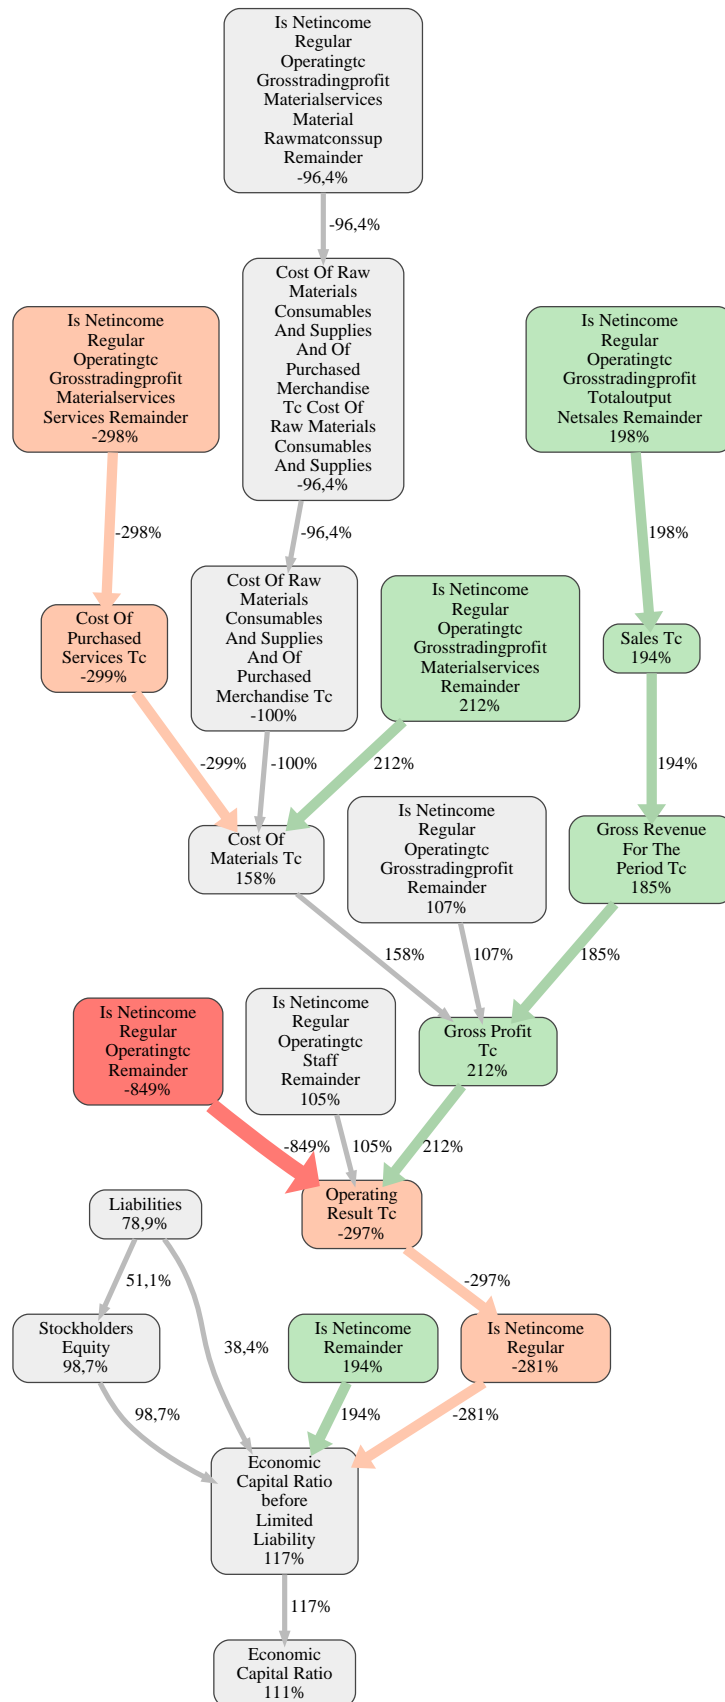 Is Netincome
Regular
Operatingtc
Grosstradingprofit
Materialservices
Material
Rawmatconssup
Remainder
-96,4%
-96,4%
Cost Of Raw
Materials
Consumables
And Supplies
And Of
Purchased
Merchandise
Tc Cost Of
Raw Materials
Consumables
And Supplies
-96,4%
Is Netincome
Regular
Operatingtc
Grosstradingprofit
Materialservices
Services Remainder
-298%
Is Netincome
Regular
Operatingtc
Grosstradingprofit
Totaloutput
Netsales Remainder
198%
-298%
-96,4%
198%
Cost Of
Purchased
Services Tc
-299%
Cost Of Raw
Materials
Consumables
And Supplies
And Of
Purchased
Merchandise Tc
-100%
Is Netincome
Regular
Operatingtc
Grosstradingprofit
Materialservices
Remainder
212%
Sales Tc
194%
-299%
-100%
212%
194%
Cost Of
Materials Tc
158%
Is Netincome
Regular
Operatingtc
Grosstradingprofit
Remainder
107%
Gross Revenue
For The
Period Tc
185%
158%
107%
185%
Is Netincome
Regular
Operatingtc
Remainder
-849%
Is Netincome
Regular
Operatingtc
Staff
Remainder
105%
Gross Profit
Tc
212%
-849%
105%
212%
Liabilities
78,9%
Operating
Result Tc
-297%
51,1%
38,4%
-297%
Stockholders
Equity
98,7%
Is Netincome
Remainder
194%
Is Netincome
Regular
-281%
98,7%
194%
-281%
Economic
Capital Ratio
before
Limited
Liability
117%
117%
Economic
Capital Ratio
111%